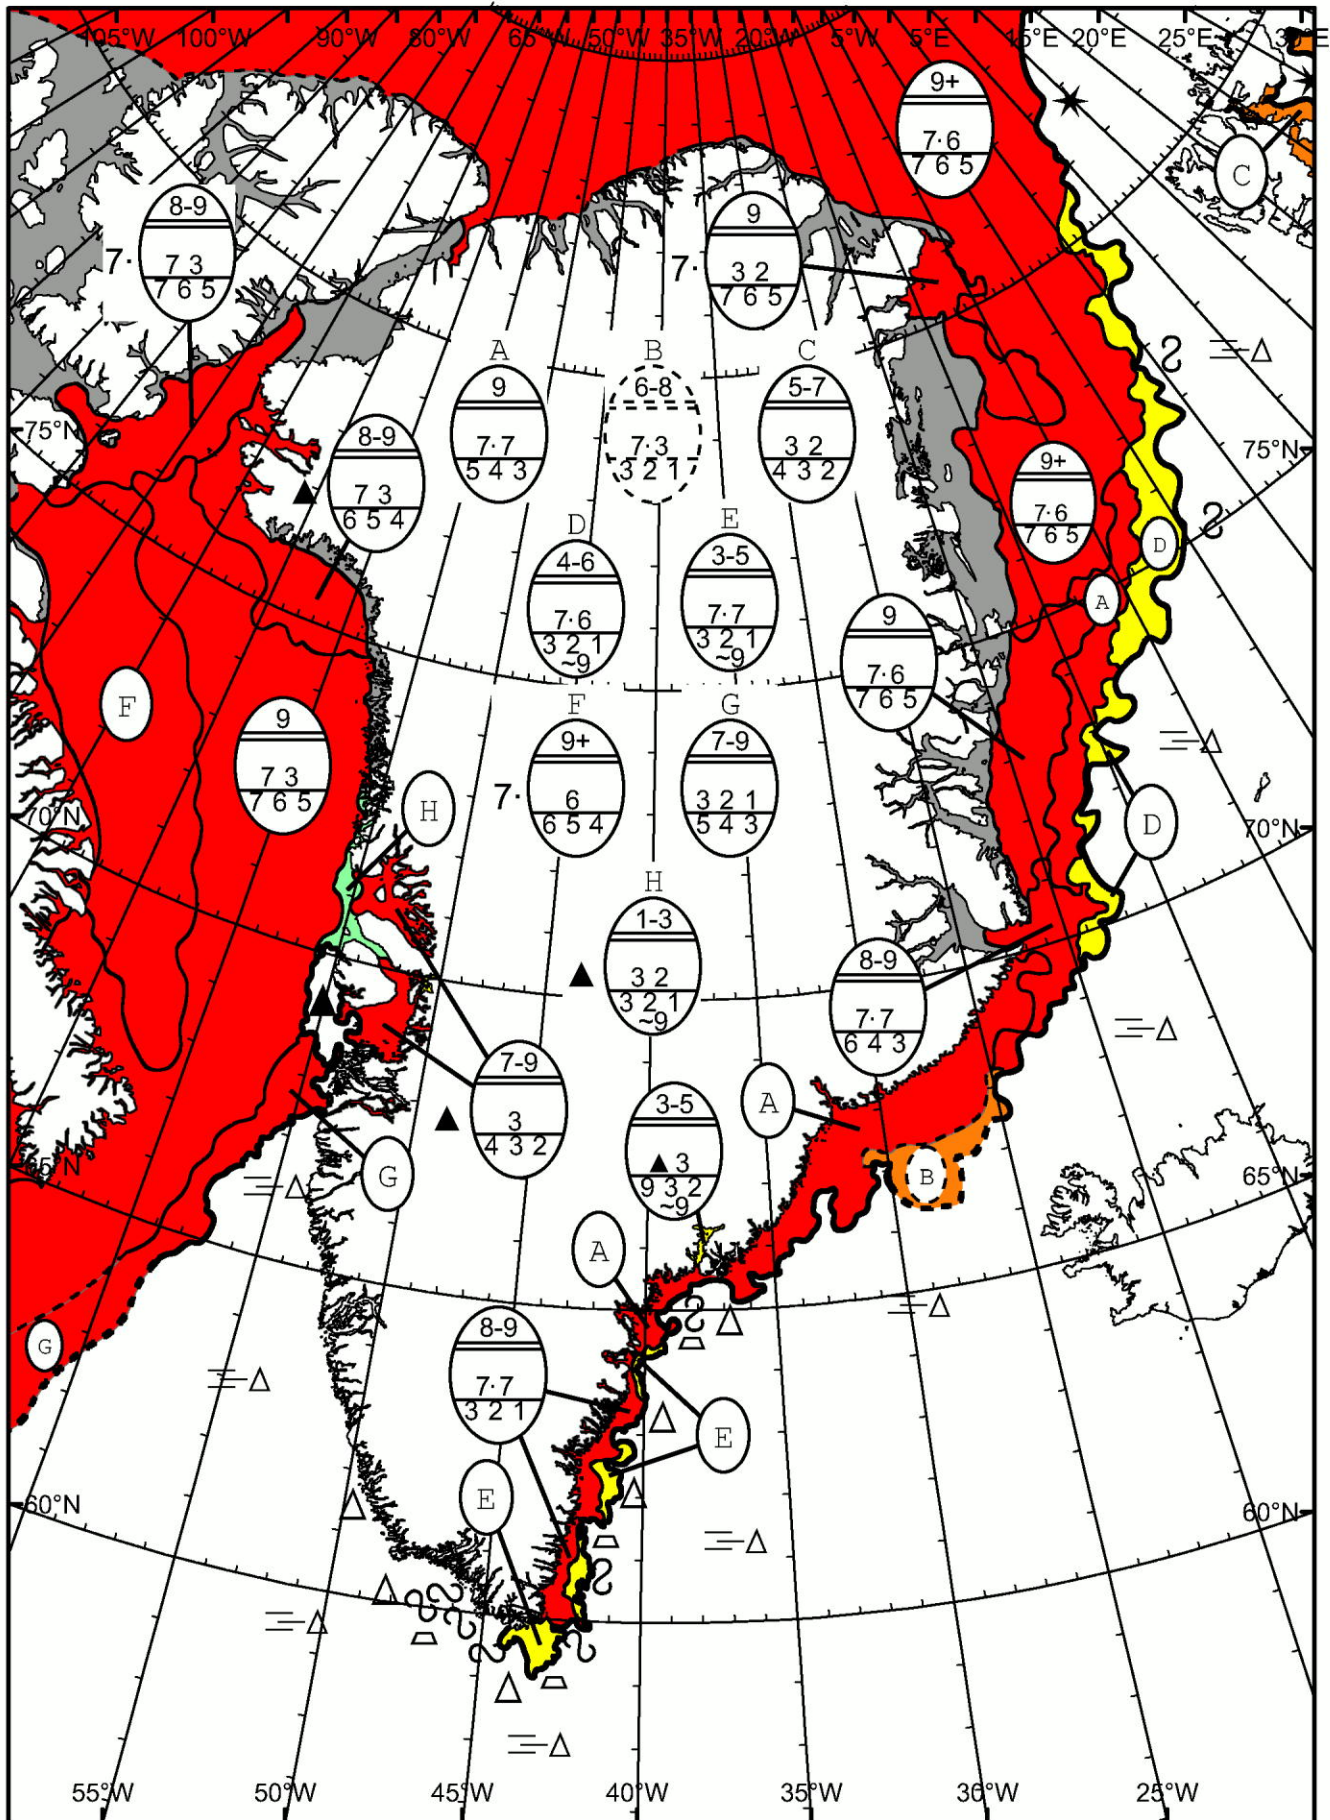 105°W 100°W 90°W 80°W 65°W 50°W 35°W 20°W 5°W 5°E 15°E 20°E 25°E 30°E
9+
7·6
7 6 5
C
8-9
7·
7 3
7 6 5
9
7·
3 2
7 6 5
A
9
7·7
5 4 3
B
6-8
7·3
3 2 1
C
5-7
3 2
4 3 2
75°N
75°N
8-9
7 3
6 5 4
9+
7·6
7 6 5
D
4-6
7·6
3 2 1
~9
E
3-5
7·7
3 2 1
~9
D
A
9
7·6
7 6 5
F
9
7 3
7 6 5
F
9+
7·
6
6 5 4
G
7-9
3 2 1
5 4 3
H
70°N
70°N
D
H
1-3
3 2
3 2 1
~9
8-9
7·7
6 4 3
7-9
3
4 3 2
3-5
3
9 3 2
~9
A
65°N
65°N
G
B
A
G
8-9
7·7
3 2 1
E
E
60°N
60°N
55°W 50°W 45°W 40°W 35°W 30°W 25°W